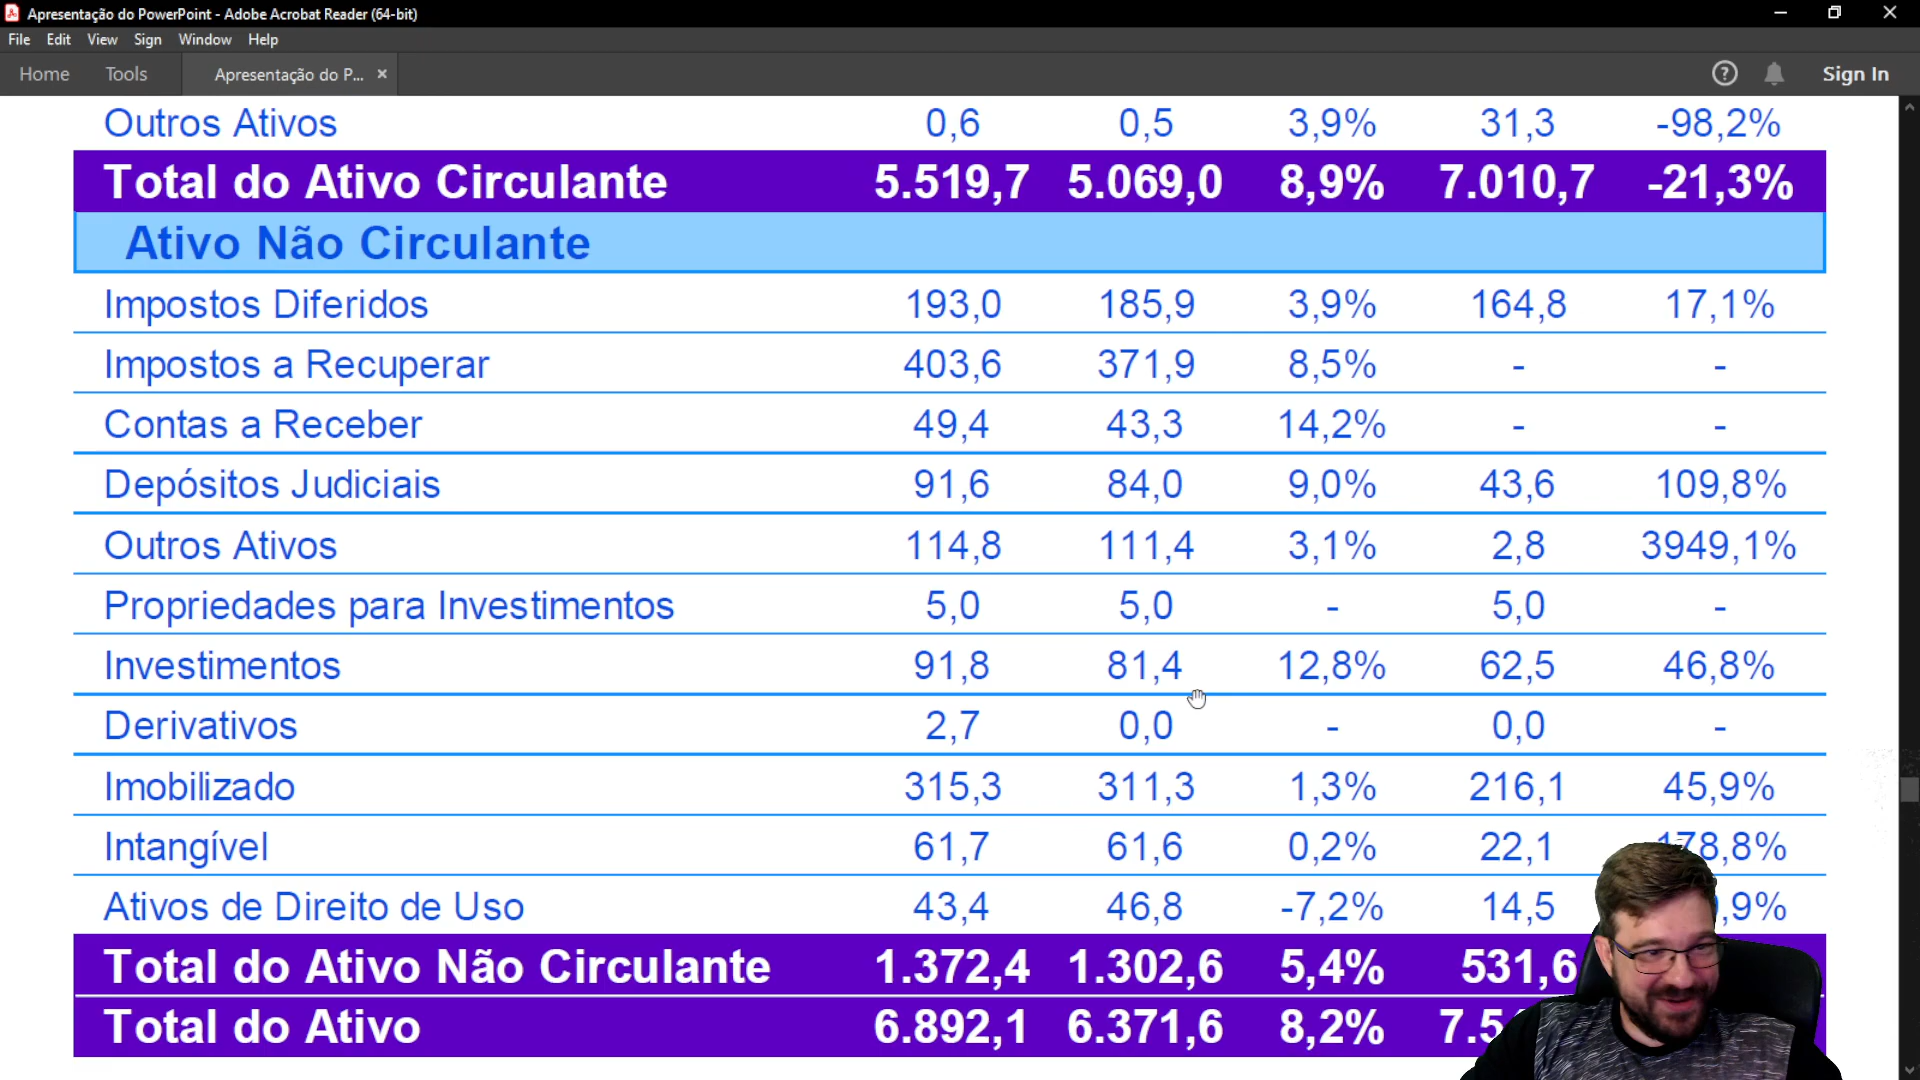 Apresentação do PowerPoint - Adobe Acrobat Reader (64-bit)
File Edit View Sign Window Help
Home Tools Apresentação do P... Sign In
Outros Ativos 0,6 0,5 3,9% 31,3 -98,2%
Total do Ativo Circulante 5.519,7 5.069,0 8,9% 7.010,7 -21,3%
Ativo Não Circulante
Impostos Diferidos 193,0 185,9 3,9% 164,8 17,1%
Impostos a Recuperar 403,6 371,9 8,5% - -
Contas a Receber 49,4 43,3 14,2% - -
Depósitos Judiciais 91,6 84,0 9,0% 43,6 109,8%
Outros Ativos 114,8 111,4 3,1% 2,8 3949,1%
Propriedades para Investimentos 5,0 5,0 - 5,0 -
Investimentos 91,8 81,4 12,8% 62,5 46,8%
Derivativos 2,7 0,0 - 0,0 -
Imobilizado 315,3 311,3 1,3% 216,1 45,9%
Intangível 61,7 61,6 0,2% 22,1
Ativos de Direito de Uso 43,4 46,8 -7,2% 14,5
Total do Ativo Não Circulante 1.372,4 1.302,6 5,4% 531,6
Total do Ativo 6.892,1 6.371,6 8,2%